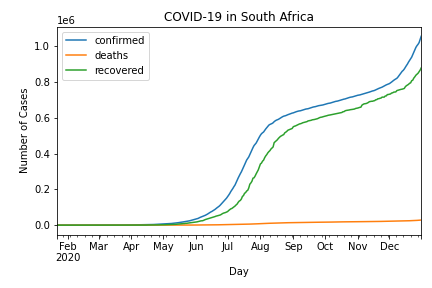 COVID-19 in South Africa
1e6
confirmed
deaths
recovered
1.0
0.8
0.6
0.4
0.2
0.0
Number of Cases
Feb Mar Apr May Jun Jul Aug Sep Oct Nov Dec
2020
Day